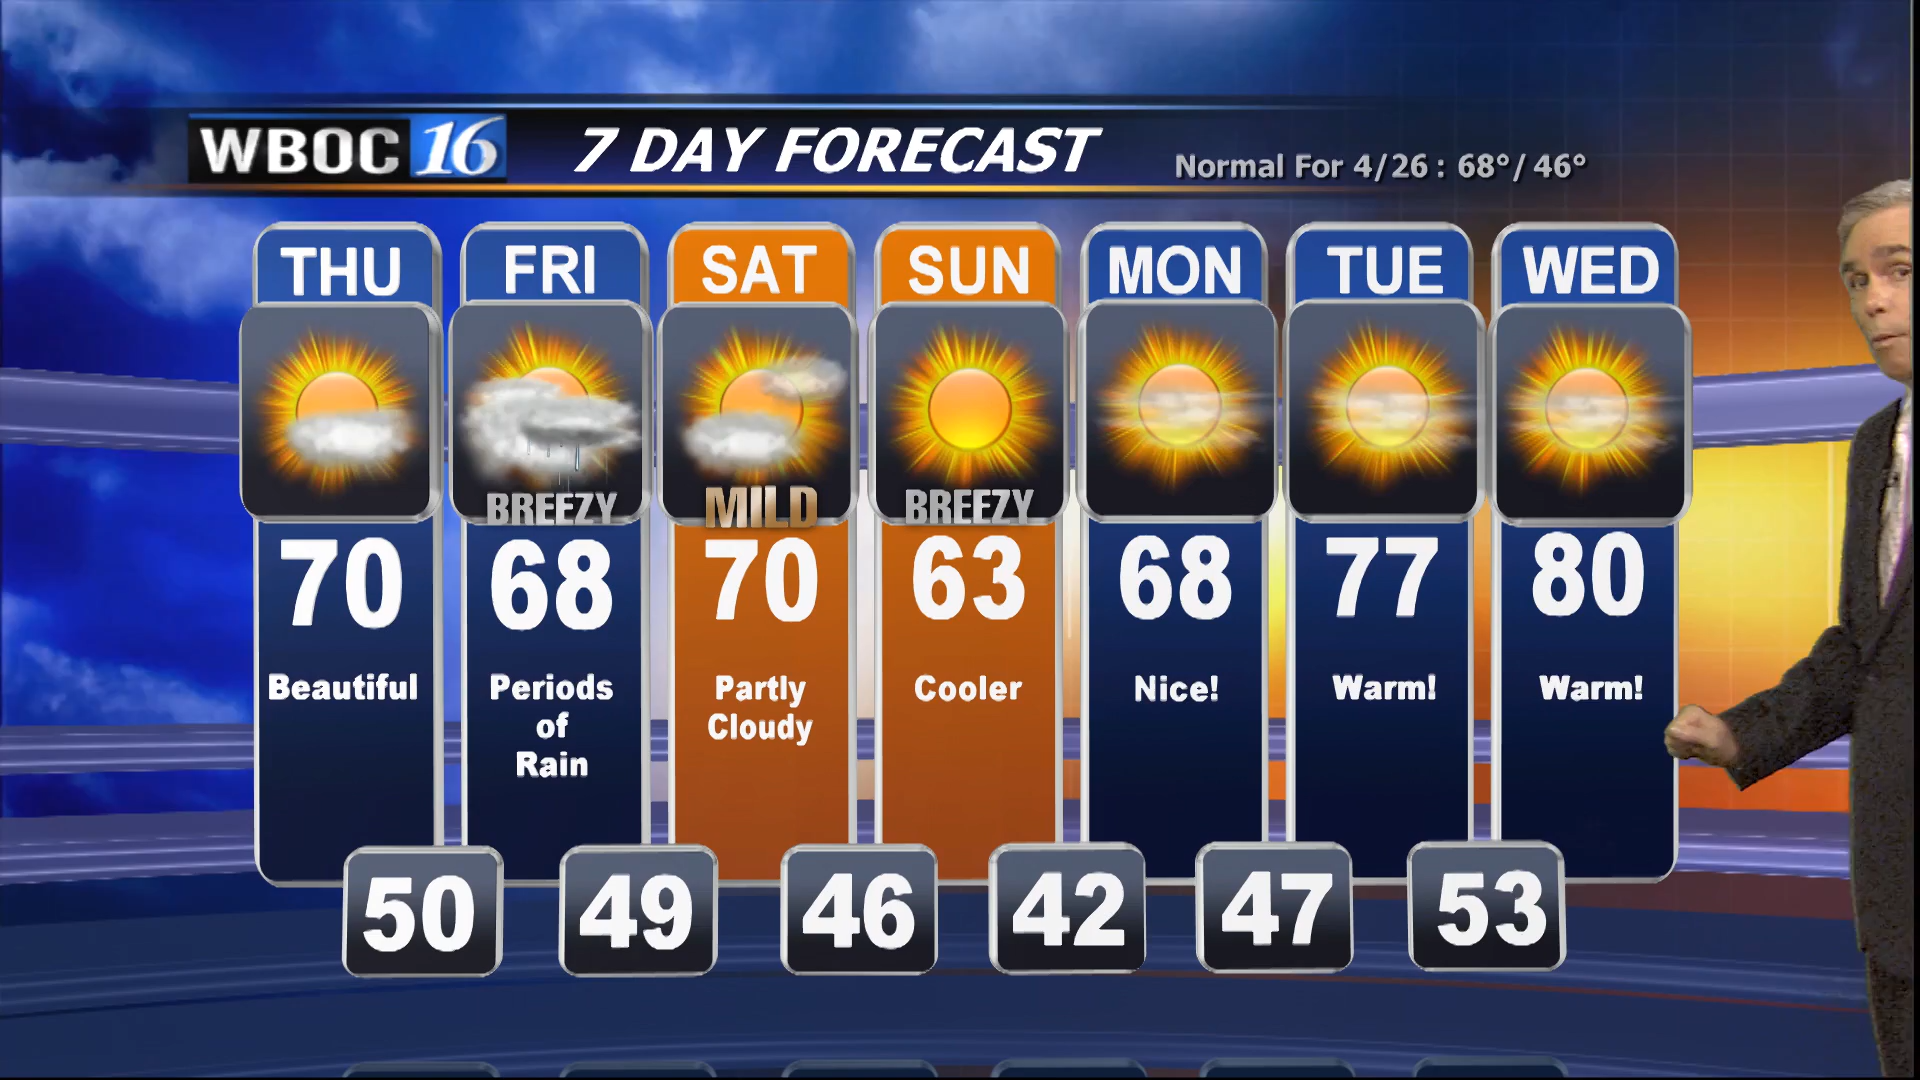 WBOC 16
7 DAY FORECAST
Normal For 4/26 : 68°/ 46°
THU
FRI
SAT
SUN
MON
TUE
WED
BREEZY
MILD
BREEZY
70
68
70
63
68
77
80
Beautiful
Periods
of
Rain
Partly
Cloudy
Cooler
Nice!
Warm!
Warm!
50
49
46
42
47
53